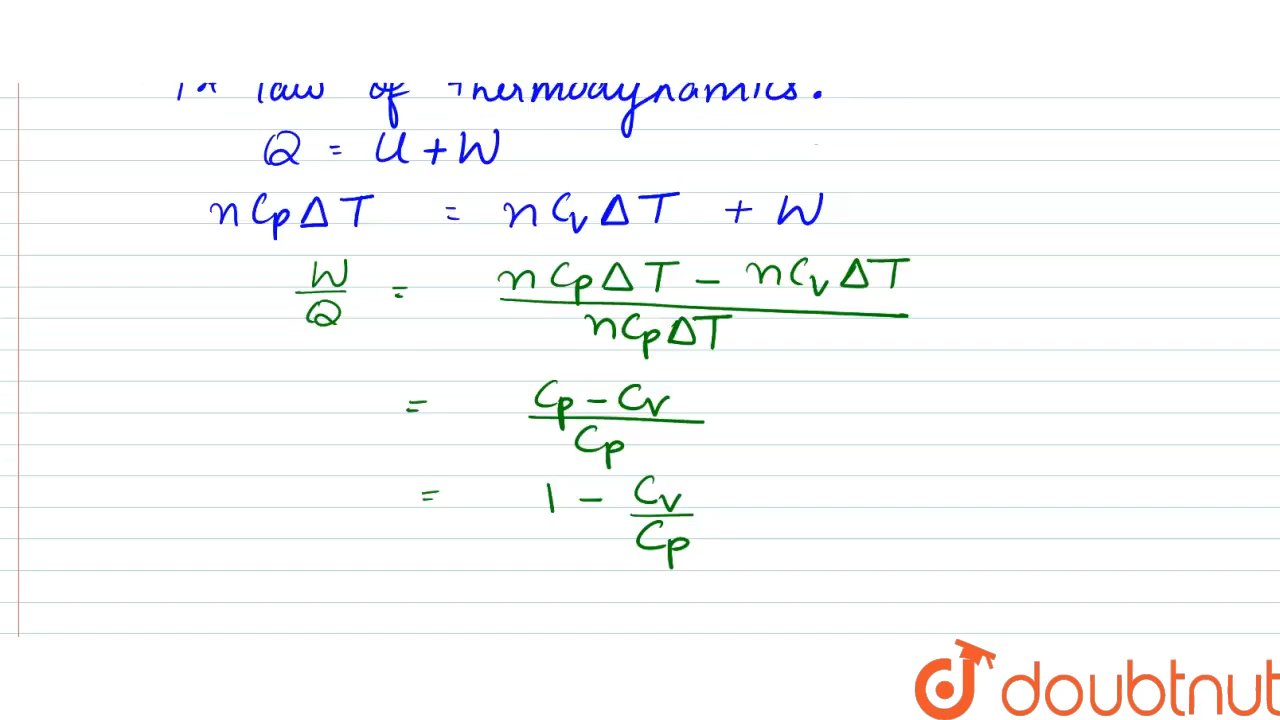 law of Thermodynamics.
Q = U + W
nCpΔT = nCvΔT + W
W/Q = (nCpΔT - nCvΔT)/(nCpΔT)
= (Cp - Cv)/Cp
= 1 - Cv/Cp
doubtnut